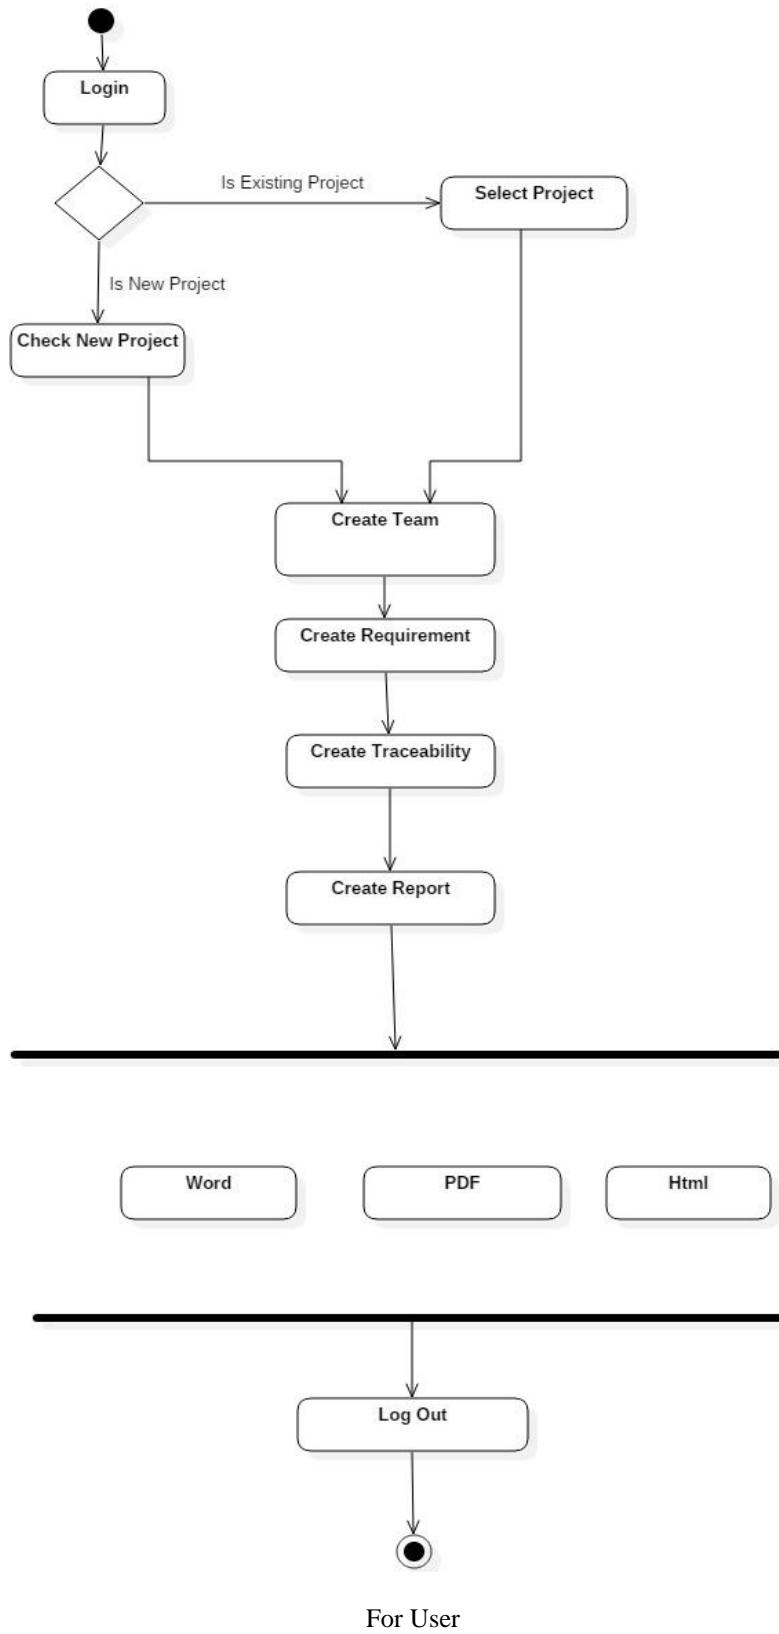 Login
Is Existing Project
Select Project
Is New Project
Check New Project
Create Team
Create Requirement
Create Traceability
Create Report
Word
PDF
Html
Log Out
For User